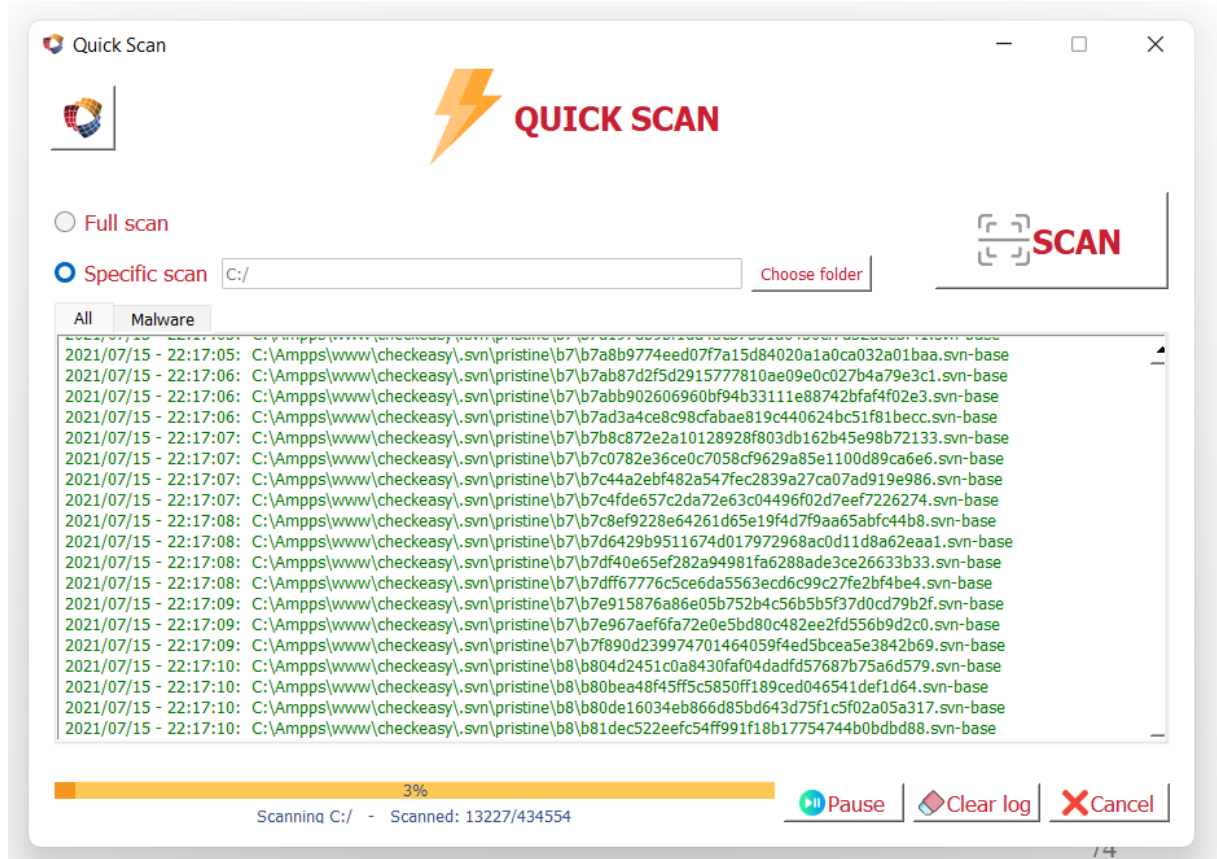 Quick Scan
QUICK SCAN
Full scan
SCAN
Specific scan C:/ Choose folder
All Malware
2021/07/15 - 22:17:05: C:\Ampps\www\checkeasy\.svn\pristine\b7\b7a8b9774eed07f7a15d84020a1a0ca032a01baa.svn-base
2021/07/15 - 22:17:06: C:\Ampps\www\checkeasy\.svn\pristine\b7\b7ab87d2f5d2915777810ae09e0c027b4a79e3c1.svn-base
2021/07/15 - 22:17:06: C:\Ampps\www\checkeasy\.svn\pristine\b7\b7abb902606960bf94b33111e88742bfaf4f02e3.svn-base
2021/07/15 - 22:17:06: C:\Ampps\www\checkeasy\.svn\pristine\b7\b7ad3a4ce8c98cfabae819c440624bc51f81becc.svn-base
2021/07/15 - 22:17:07: C:\Ampps\www\checkeasy\.svn\pristine\b7\b7b8c872e2a10128928f803db162b45e98b72133.svn-base
2021/07/15 - 22:17:07: C:\Ampps\www\checkeasy\.svn\pristine\b7\b7c0782e36ce0c7058cf9629a85e1100d89ca6e6.svn-base
2021/07/15 - 22:17:07: C:\Ampps\www\checkeasy\.svn\pristine\b7\b7c44a2ebf482a547fec2839a27ca07ad919e986.svn-base
2021/07/15 - 22:17:07: C:\Ampps\www\checkeasy\.svn\pristine\b7\b7c4fde657c2da72e63c04496f02d7eef7226274.svn-base
2021/07/15 - 22:17:08: C:\Ampps\www\checkeasy\.svn\pristine\b7\b7c8ef9228e64261d65e19f4d7f9aa65abfc44b8.svn-base
2021/07/15 - 22:17:08: C:\Ampps\www\checkeasy\.svn\pristine\b7\b7d6429b9511674d017972968ac0d11d8a62eaa1.svn-base
2021/07/15 - 22:17:08: C:\Ampps\www\checkeasy\.svn\pristine\b7\b7df40e65ef282a94981fa6288ade3ce26633b33.svn-base
2021/07/15 - 22:17:08: C:\Ampps\www\checkeasy\.svn\pristine\b7\b7dff67776c5ce6da5563ecd6c99c27fe2bf4be4.svn-base
2021/07/15 - 22:17:09: C:\Ampps\www\checkeasy\.svn\pristine\b7\b7e915876a86e05b752b4c56b5b5f37d0cd79b2f.svn-base
2021/07/15 - 22:17:09: C:\Ampps\www\checkeasy\.svn\pristine\b7\b7e967aef6fa72e0e5bd80c482ee2fd556b9d2c0.svn-base
2021/07/15 - 22:17:09: C:\Ampps\www\checkeasy\.svn\pristine\b7\b7f890d239974701464059f4ed5bcea5e3842b69.svn-base
2021/07/15 - 22:17:10: C:\Ampps\www\checkeasy\.svn\pristine\b8\b804d2451c0a8430faf04dadfd57687b75a6d579.svn-base
2021/07/15 - 22:17:10: C:\Ampps\www\checkeasy\.svn\pristine\b8\b80bea48f45ff5c5850ff189ced046541def1d64.svn-base
2021/07/15 - 22:17:10: C:\Ampps\www\checkeasy\.svn\pristine\b8\b80de16034eb866d85bd643d75f1c5f02a05a317.svn-base
2021/07/15 - 22:17:10: C:\Ampps\www\checkeasy\.svn\pristine\b8\b81dec522eefc54ff991f18b17754744b0bdbd88.svn-base
3%
Scanning C:/ - Scanned: 13227/434554
Pause Clear log Cancel